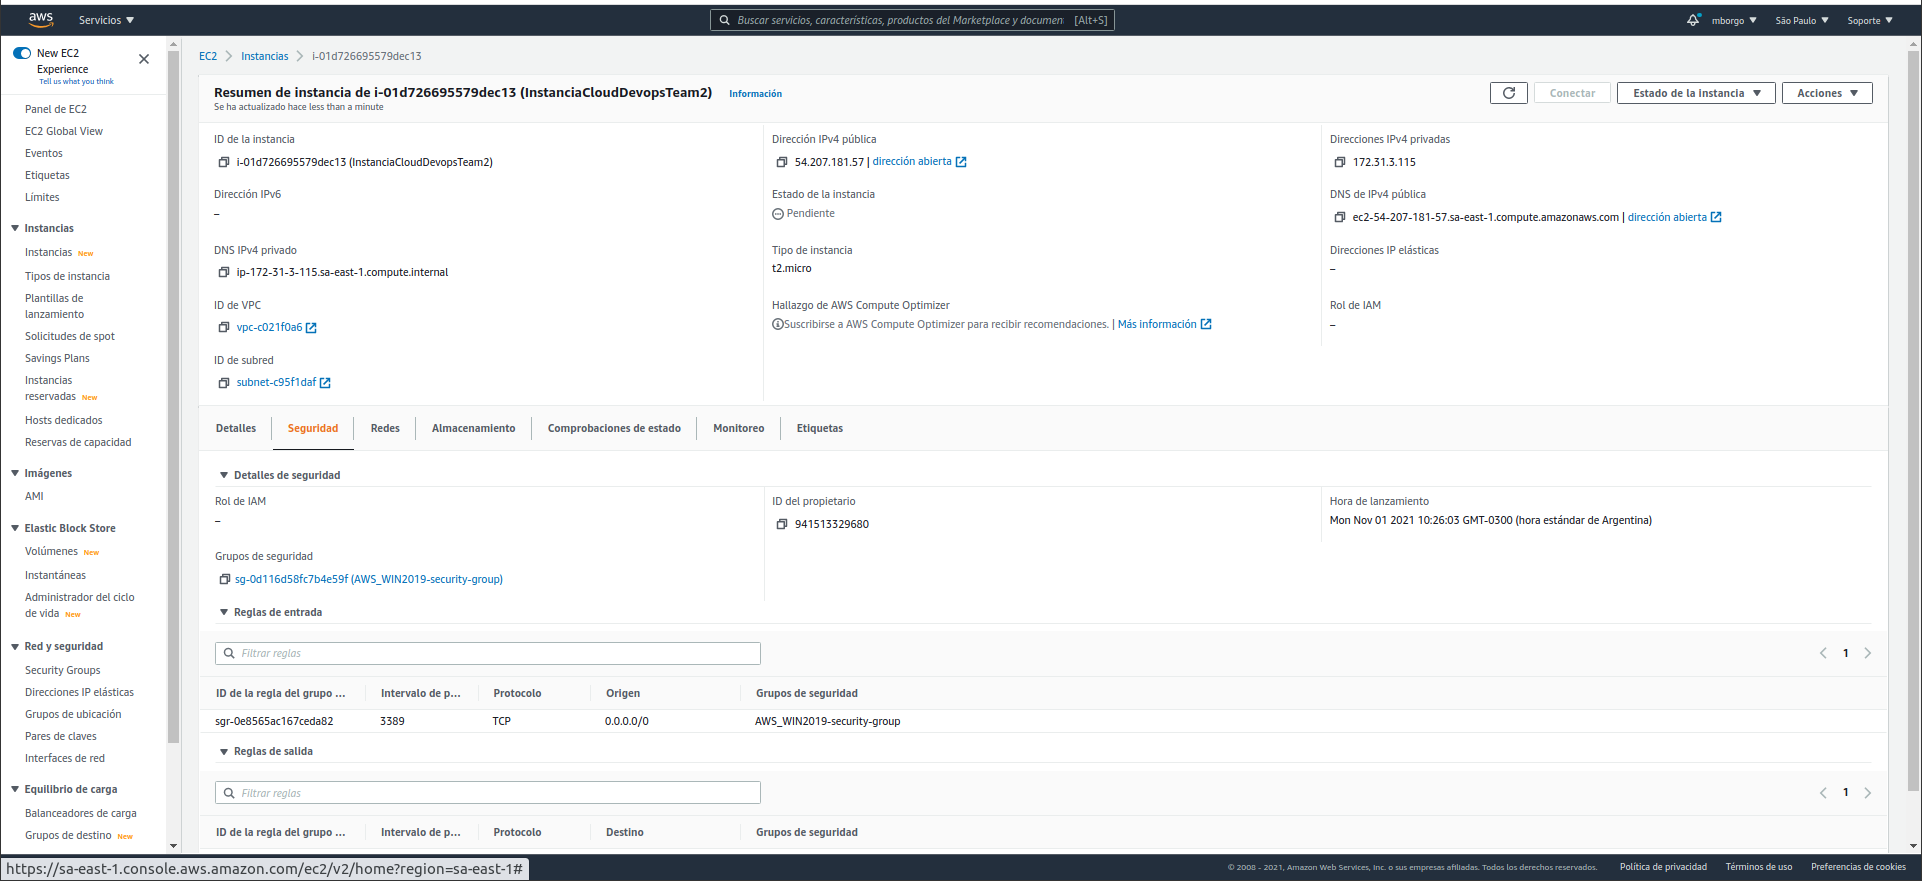 aws Servicios Buscar servicios, características, productos del Marketplace y documen [Alt+S] mborgo São Paulo Soporte
New EC2 Experience
Tell us what you think
Panel de EC2
EC2 Global View
Eventos
Etiquetas
Límites
Instancias
Instancias New
Tipos de instancia
Plantillas de lanzamiento
Solicitudes de spot
Savings Plans
Instancias reservadas New
Hosts dedicados
Reservas de capacidad
Imágenes
AMI
Elastic Block Store
Volúmenes New
Instantáneas
Administrador del ciclo de vida New
Red y seguridad
Security Groups
Direcciones IP elásticas
Grupos de ubicación
Pares de claves
Interfaces de red
Equilibrio de carga
Balanceadores de carga
Grupos de destino New
EC2 Instancias i-01d726695579dec13
Resumen de instancia de i-01d726695579dec13 (InstanciaCloudDevopsTeam2) Información
Se ha actualizado hace less than a minute
Conectar Estado de la instancia Acciones
ID de la instancia
i-01d726695579dec13 (InstanciaCloudDevopsTeam2)
Dirección IPv4 pública
54.207.181.57 | dirección abierta
Direcciones IPv4 privadas
172.31.3.115
Dirección IPv6
–
Estado de la instancia
Pendiente
DNS de IPv4 pública
ec2-54-207-181-57.sa-east-1.compute.amazonaws.com | dirección abierta
DNS IPv4 privado
ip-172-31-3-115.sa-east-1.compute.internal
Tipo de instancia
t2.micro
Direcciones IP elásticas
–
ID de VPC
vpc-c021f0a6
Hallazgo de AWS Compute Optimizer
Suscribirse a AWS Compute Optimizer para recibir recomendaciones. | Más información
Rol de IAM
–
ID de subred
subnet-c95f1daf
Detalles Seguridad Redes Almacenamiento Comprobaciones de estado Monitoreo Etiquetas
Detalles de seguridad
Rol de IAM
–
ID del propietario
941513329680
Hora de lanzamiento
Mon Nov 01 2021 10:26:03 GMT-0300 (hora estándar de Argentina)
Grupos de seguridad
sg-0d116d58fc7b4e59f (AWS_WIN2019-security-group)
Reglas de entrada
Filtrar reglas 1
ID de la regla del grupo ... Intervalo de p... Protocolo Origen Grupos de seguridad
sgr-0e8565ac167ceda82 3389 TCP 0.0.0.0/0 AWS_WIN2019-security-group
Reglas de salida
Filtrar reglas 1
ID de la regla del grupo ... Intervalo de p... Protocolo Destino Grupos de seguridad
https://sa-east-1.console.aws.amazon.com/ec2/v2/home?region=sa-east-1#
© 2008 - 2021, Amazon Web Services, Inc. o sus empresas afiliadas. Todos los derechos reservados. Política de privacidad Términos de uso Preferencias de cookies